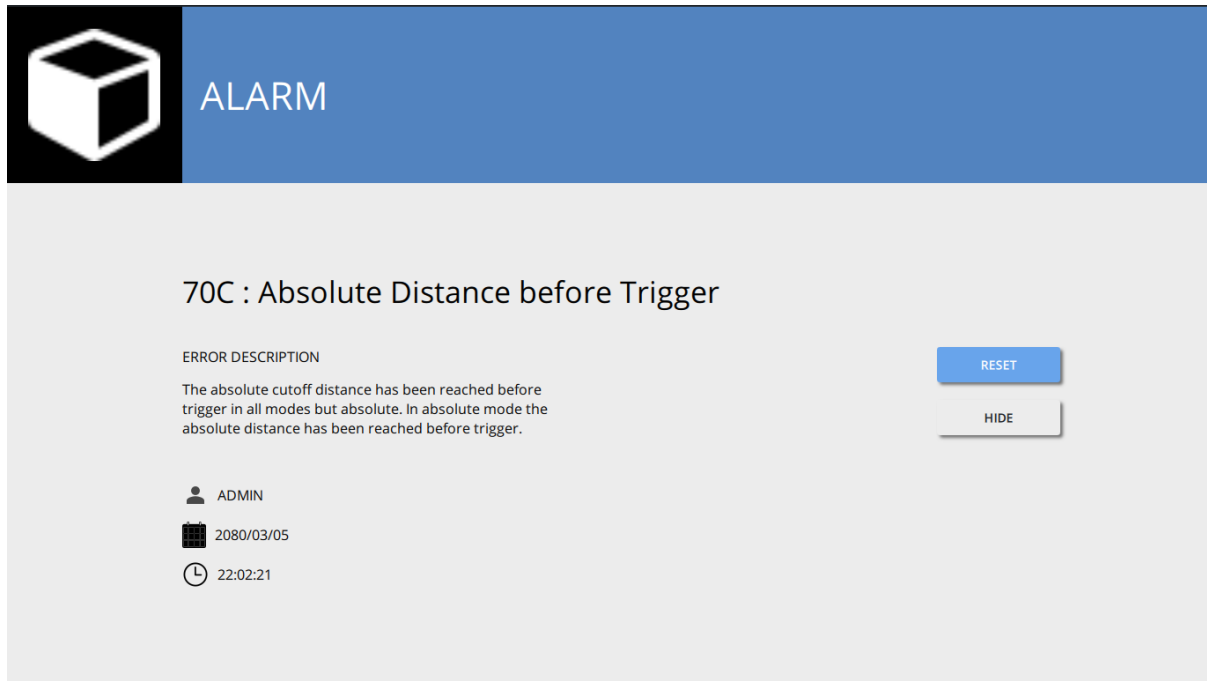 ALARM
70C : Absolute Distance before Trigger
ERROR DESCRIPTION
RESET
The absolute cutoff distance has been reached before
trigger in all modes but absolute. In absolute mode the
absolute distance has been reached before trigger.
HIDE
ADMIN
2080/03/05
22:02:21